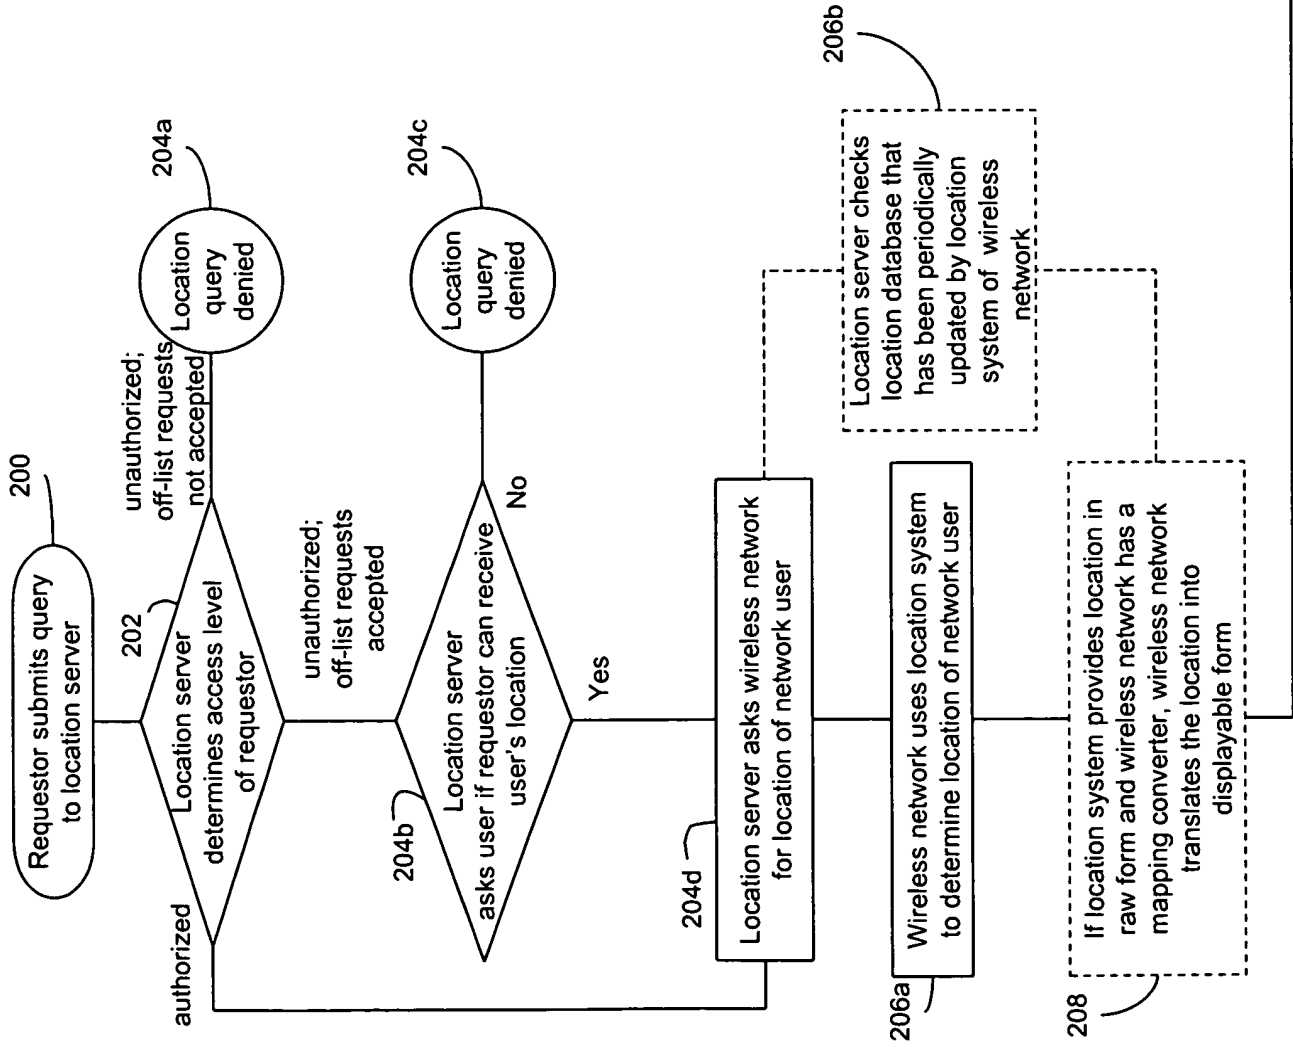 200
Requestor submits query
to location server
202
Location server
determines access level
of requestor
unauthorized;
off-list requests
not accepted
204a
Location
query
denied
authorized
unauthorized;
off-list requests
accepted
204b
Location server
asks user if requestor can receive
user's location
No
204c
Location
query
denied
Yes
204d
Location server asks wireless network
for location of network user
206b
Location server checks
location database that
has been periodically
updated by location
system of wireless
network
206a
Wireless network uses location system
to determine location of network user
208
If location system provides location in
raw form and wireless network has a
mapping converter, wireless network
translates the location into
displayable form